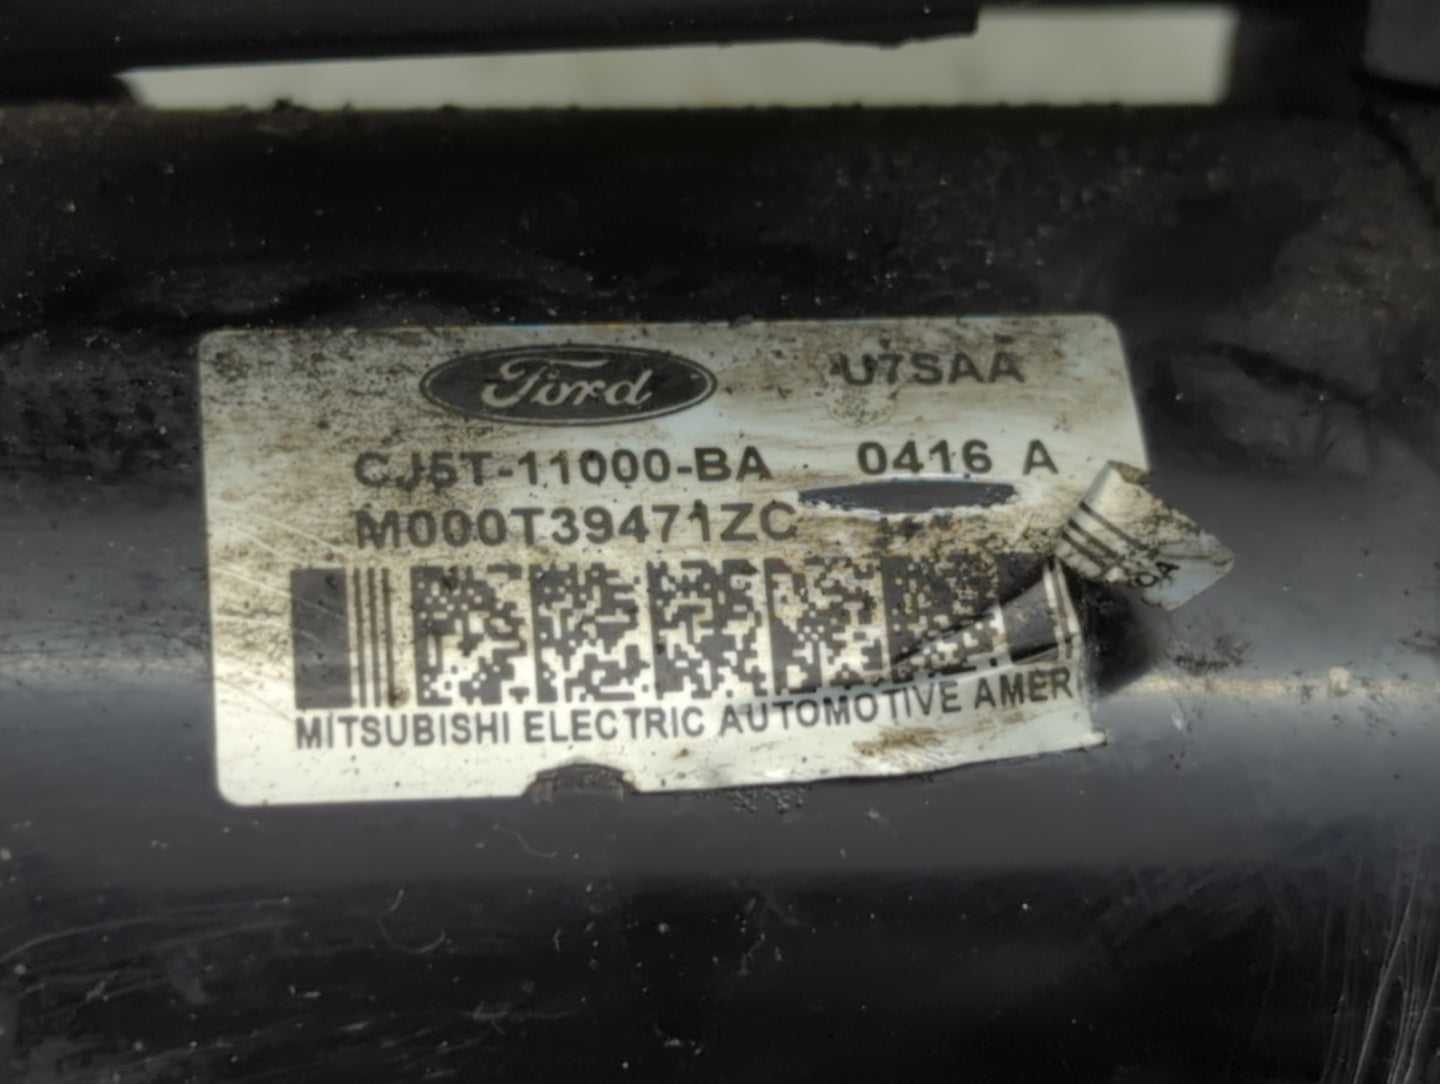 Ford U7SAA
CJ5T-11000-BA 0416 A
M000T39471ZC
MITSUBISHI ELECTRIC AUTOMOTIVE AMER